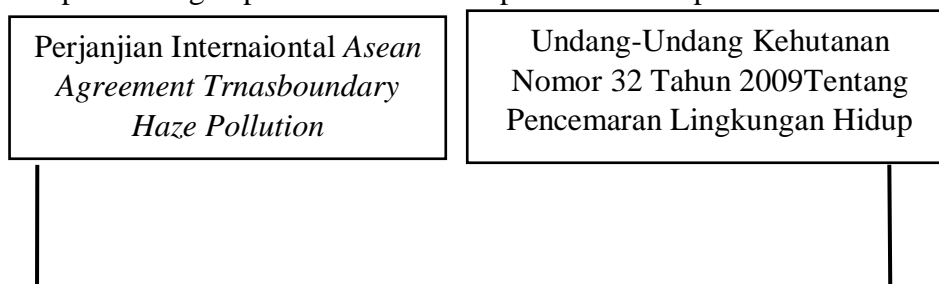 Perjanjian Internaiontal Asean
Agreement Trnasboundary
Haze Pollution
Undang-Undang Kehutanan
Nomor 32 Tahun 2009Tentang
Pencemaran Lingkungan Hidup